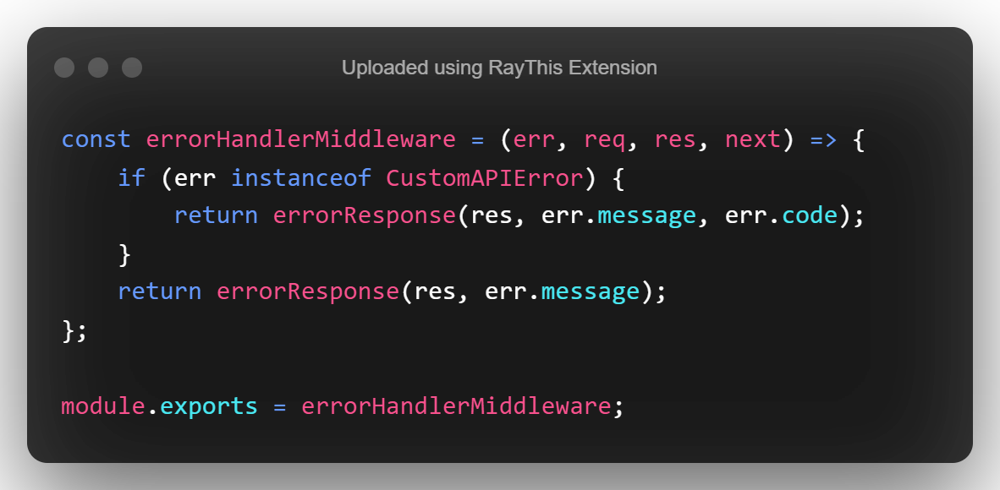 Uploaded using RayThis Extension
const errorHandlerMiddleware = (err, req, res, next) => {
    if (err instanceof CustomAPIError) {
        return errorResponse(res, err.message, err.code);
    }
    return errorResponse(res, err.message);
};

module.exports = errorHandlerMiddleware;